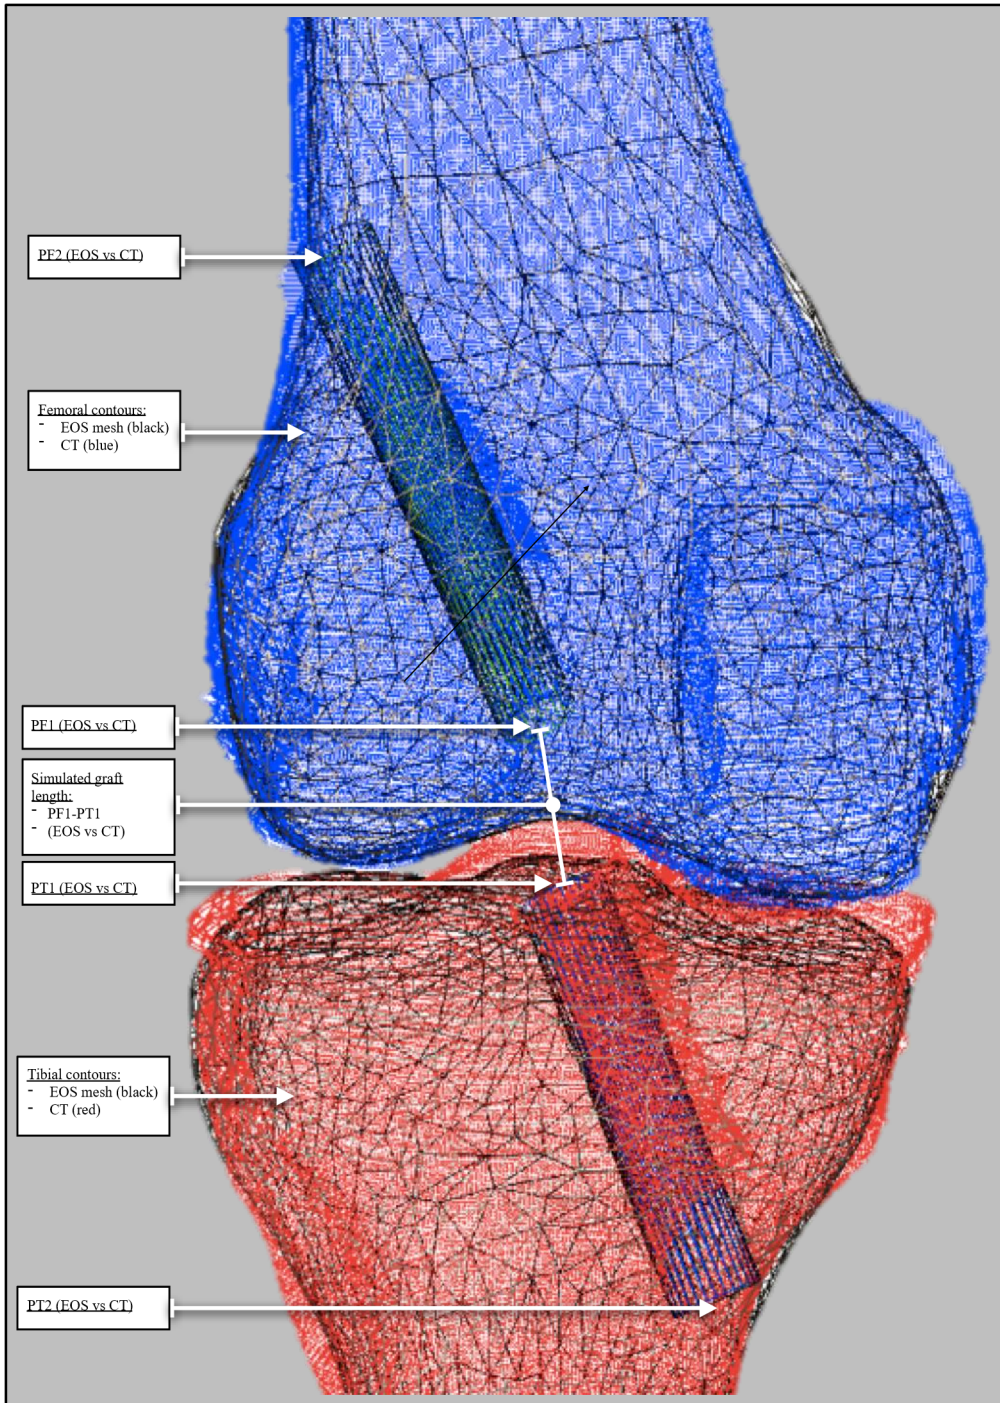 PF2 (EOS vs CT)
Femoral contours:
- EOS mesh (black)
- CT (blue)
PF1 (EOS vs CT)
Simulated graft
length:
- PF1-PT1
- (EOS vs CT)
PT1 (EOS vs CT)
Tibial contours:
- EOS mesh (black)
- CT (red)
PT2 (EOS vs CT)